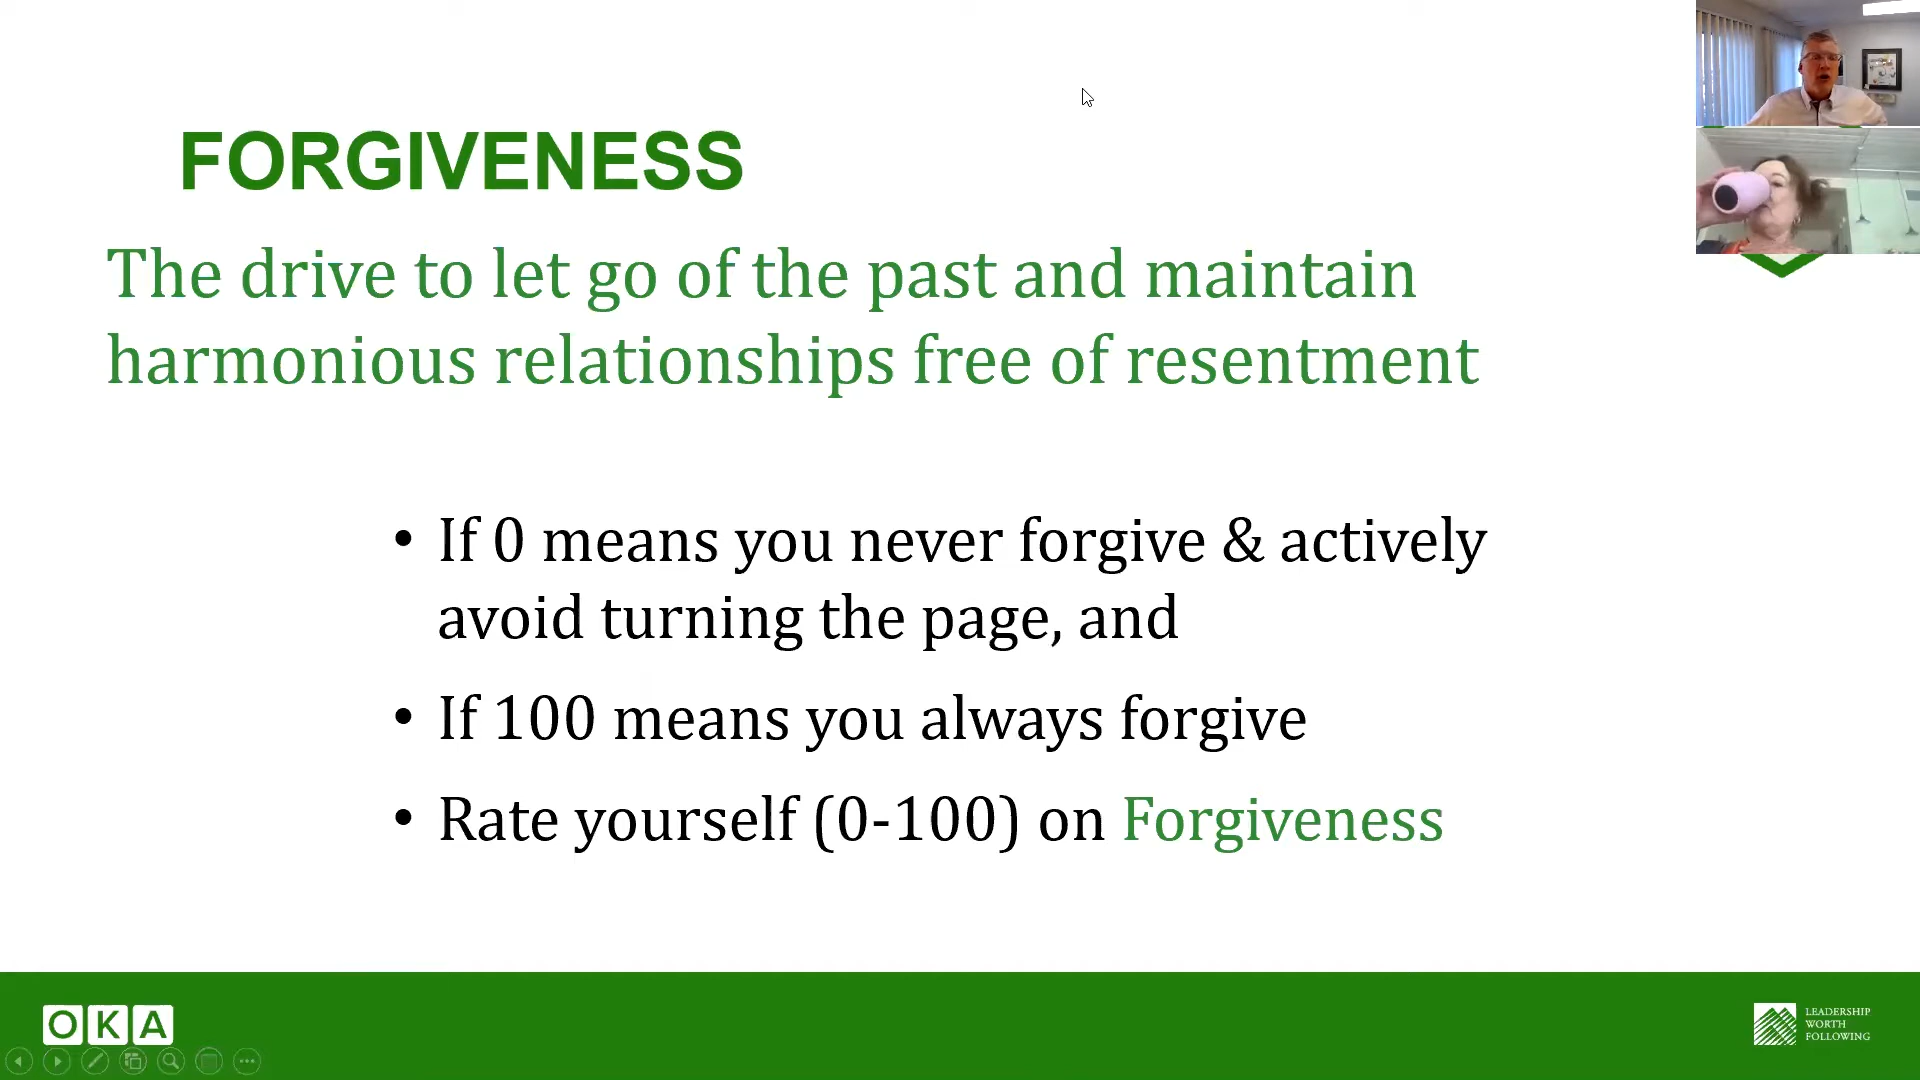 FORGIVENESS
The drive to let go of the past and maintain
harmonious relationships free of resentment
• If 0 means you never forgive & actively
avoid turning the page, and
• If 100 means you always forgive
• Rate yourself (0-100) on Forgiveness
OKA
LEADERSHIP
WORTH
FOLLOWING